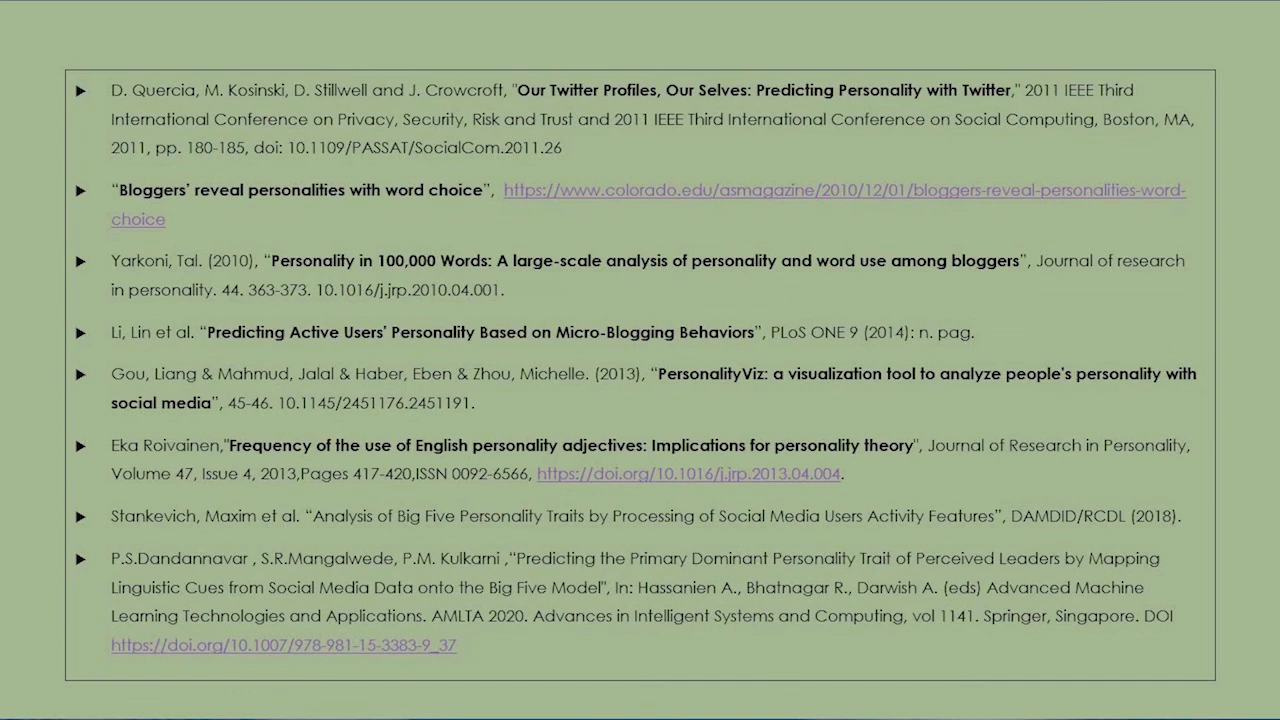 ► D. Quercia, M. Kosinski, D. Stillwell and J. Crowcroft, "Our Twitter Profiles, Our Selves: Predicting Personality with Twitter," 2011 IEEE Third
International Conference on Privacy, Security, Risk and Trust and 2011 IEEE Third International Conference on Social Computing, Boston, MA,
2011, pp. 180-185, doi: 10.1109/PASSAT/SocialCom.2011.26
► “Bloggers’ reveal personalities with word choice”, https://www.colorado.edu/asmagazine/2010/12/01/bloggers-reveal-personalities-word-
choice
► Yarkoni, Tal. (2010), “Personality in 100,000 Words: A large-scale analysis of personality and word use among bloggers”, Journal of research
in personality. 44. 363-373. 10.1016/j.jrp.2010.04.001.
► Li, Lin et al. “Predicting Active Users' Personality Based on Micro-Blogging Behaviors”, PLoS ONE 9 (2014): n. pag.
► Gou, Liang & Mahmud, Jalal & Haber, Eben & Zhou, Michelle. (2013), “PersonalityViz: a visualization tool to analyze people's personality with
social media”, 45-46. 10.1145/2451176.2451191.
► Eka Roivainen,"Frequency of the use of English personality adjectives: Implications for personality theory", Journal of Research in Personality,
Volume 47, Issue 4, 2013,Pages 417-420,ISSN 0092-6566, https://doi.org/10.1016/j.jrp.2013.04.004.
► Stankevich, Maxim et al. “Analysis of Big Five Personality Traits by Processing of Social Media Users Activity Features”, DAMDID/RCDL (2018).
► P.S.Dandannavar , S.R.Mangalwede, P.M. Kulkarni ,“Predicting the Primary Dominant Personality Trait of Perceived Leaders by Mapping
Linguistic Cues from Social Media Data onto the Big Five Model", In: Hassanien A., Bhatnagar R., Darwish A. (eds) Advanced Machine
Learning Technologies and Applications. AMLTA 2020. Advances in Intelligent Systems and Computing, vol 1141. Springer, Singapore. DOI
https://doi.org/10.1007/978-981-15-3383-9_37